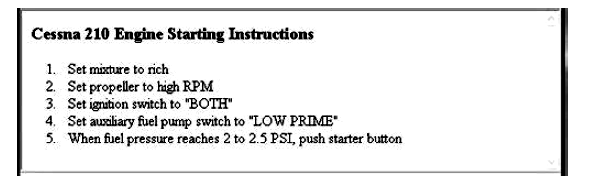 Cessna 210 Engine Starting Instructions
1. Set mixture to rich
2. Set propeller to high RPM
3. Set ignition switch to "BOTH"
4. Set auxiliary fuel pump switch to "LOW PRIME"
5. When fuel pressure reaches 2 to 2.5 PSI, push starter button